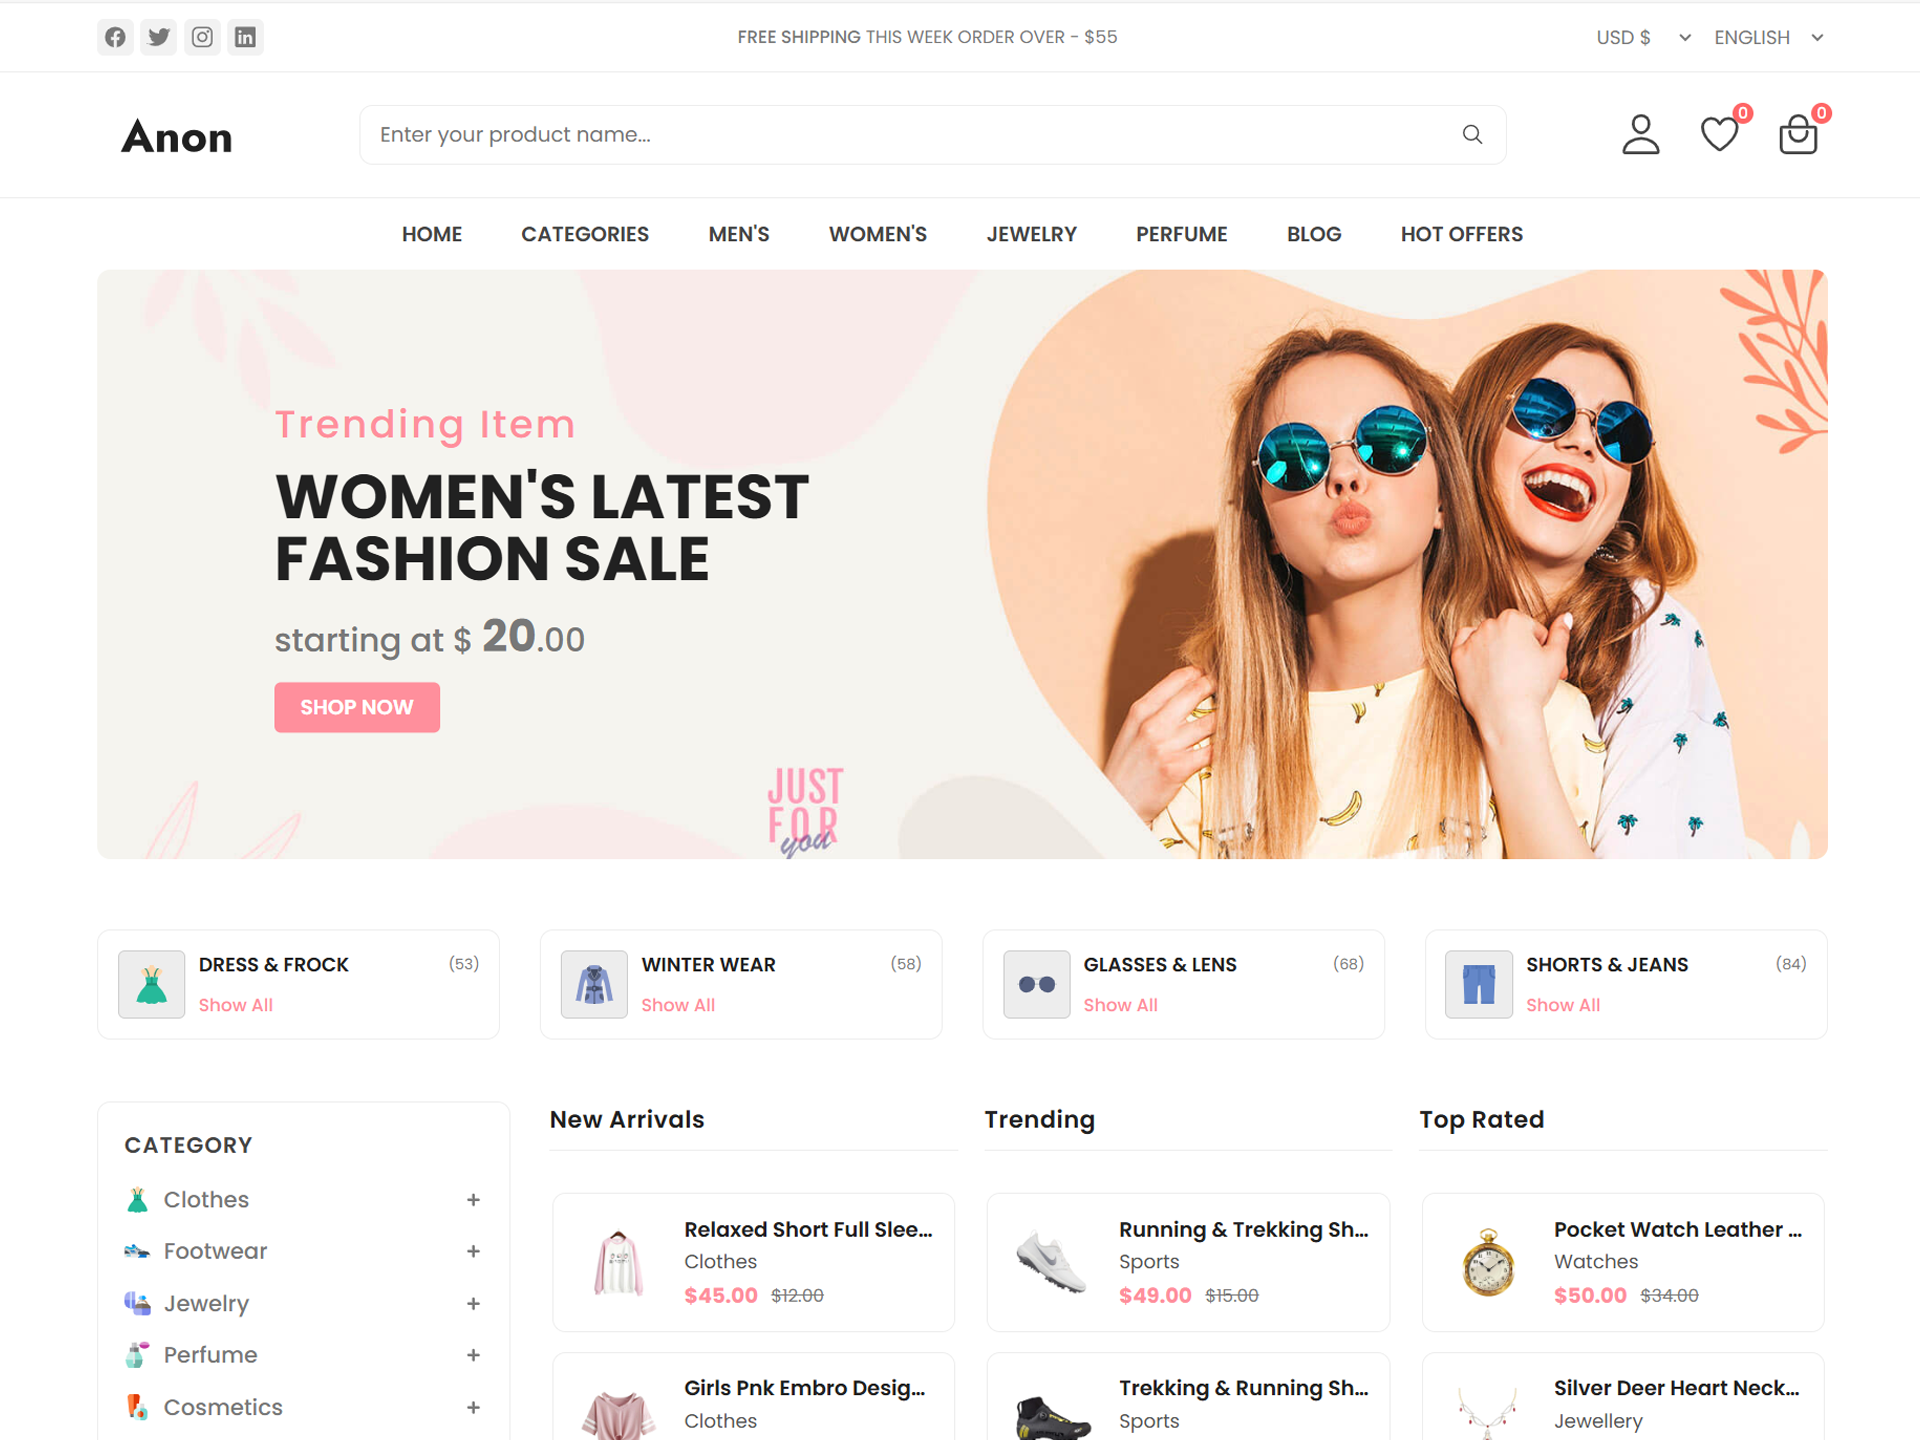 FREE SHIPPING THIS WEEK ORDER OVER - $55
USD $
ENGLISH
Anon
Enter your product name...
0
0
HOME
CATEGORIES
MEN'S
WOMEN'S
JEWELRY
PERFUME
BLOG
HOT OFFERS
Trending Item
WOMEN'S LATEST
FASHION SALE
starting at $ 20.00
SHOP NOW
JUST
FOR
you
DRESS & FROCK
(53)
Show All
WINTER WEAR
(58)
Show All
GLASSES & LENS
(68)
Show All
SHORTS & JEANS
(84)
Show All
CATEGORY
Clothes +
Footwear +
Jewelry +
Perfume +
Cosmetics +
New Arrivals
Relaxed Short Full Slee...
Clothes
$45.00 $12.00
Girls Pnk Embro Desig...
Clothes
Trending
Running & Trekking Sh...
Sports
$49.00 $15.00
Trekking & Running Sh...
Sports
Top Rated
Pocket Watch Leather ...
Watches
$50.00 $34.00
Silver Deer Heart Neck...
Jewellery